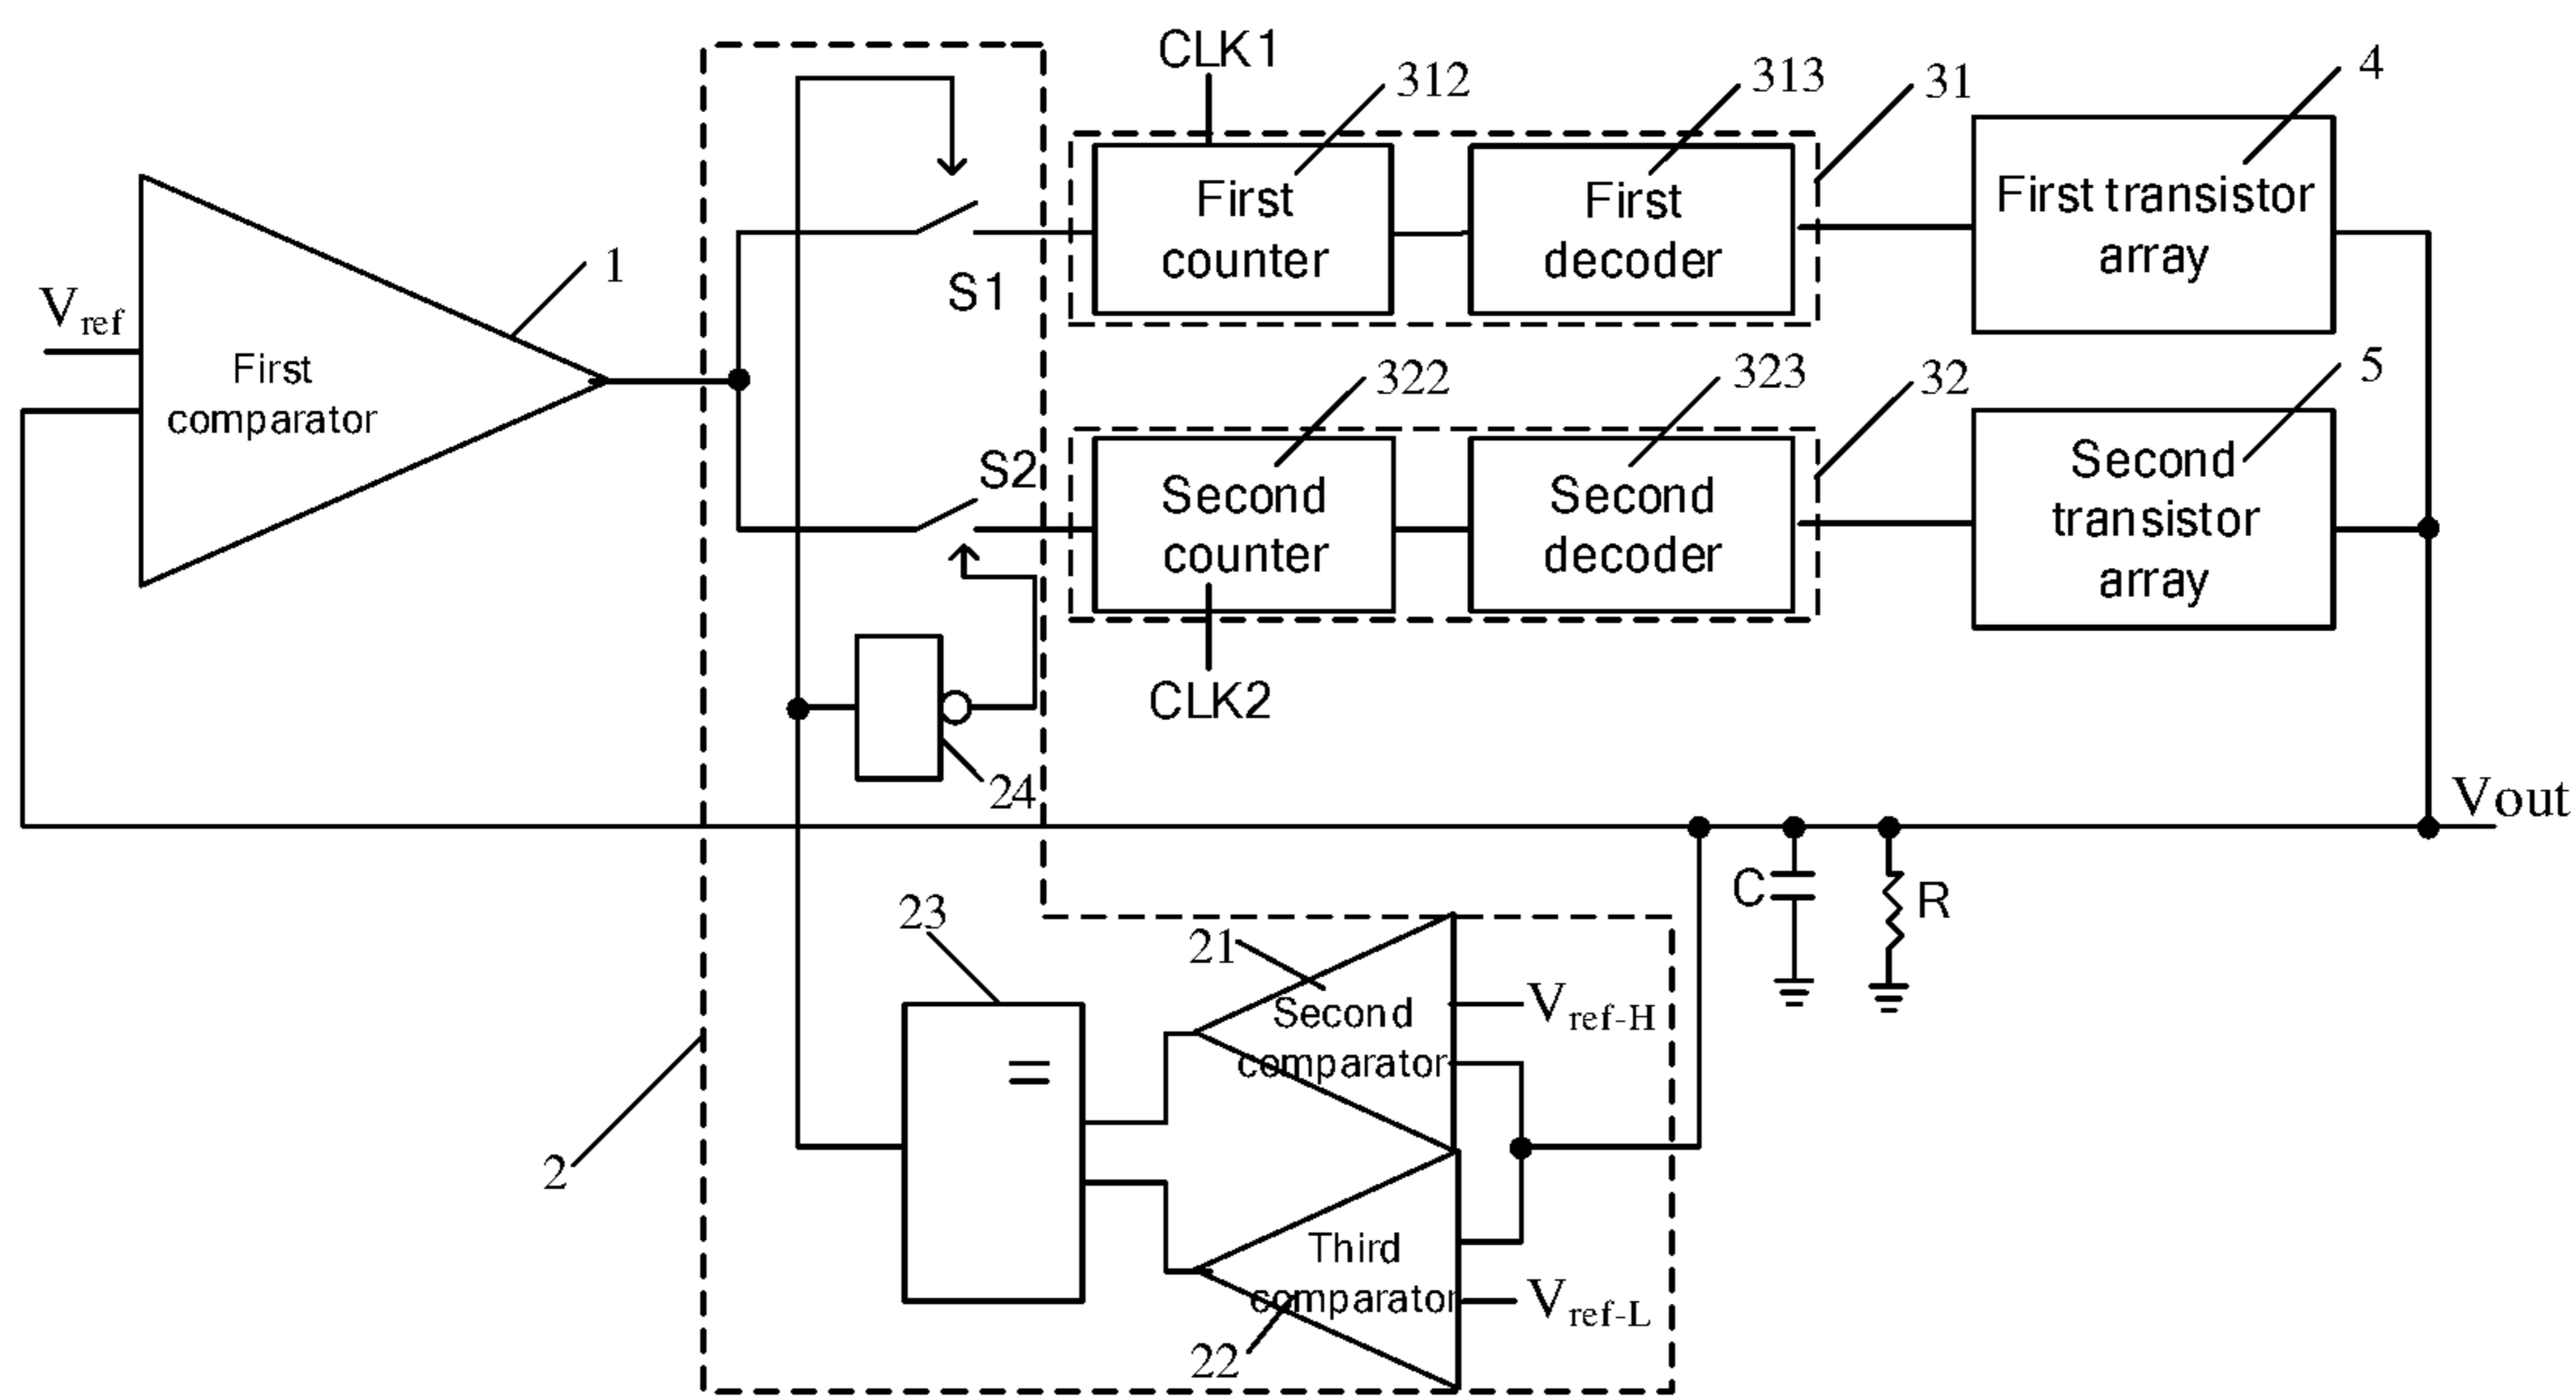 CLK1
312
313
31
4
First
counter
First
decoder
First transistor
array
1
S1
Vref
First
comparator
322
323
32
5
S2
Second
counter
Second
decoder
Second
transistor
array
CLK2
24
Vout
C
R
23
21
=
Second
comparator
Vref-H
2
Third
comparator
Vref-L
22